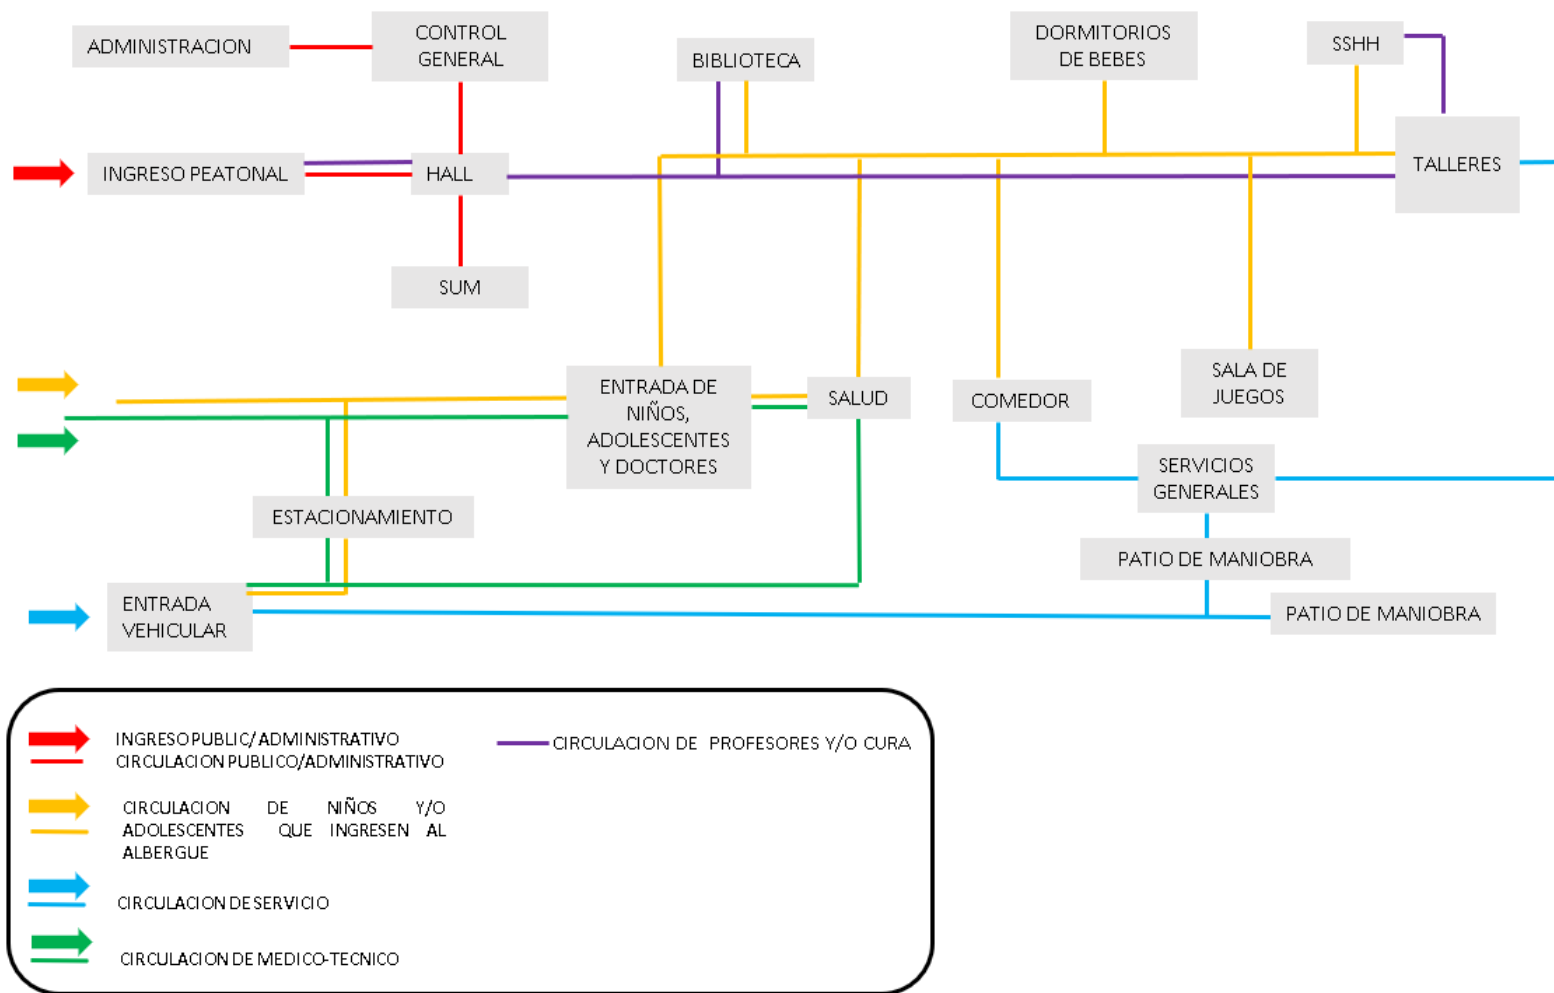 ADMINISTRACION
CONTROL
GENERAL
BIBLIOTECA
DORMITORIOS
DE BEBES
SSHH
INGRESO PEATONAL
HALL
TALLERES
SUM
ENTRADA DE
NIÑOS,
ADOLESCENTES
Y DOCTORES
SALUD
COMEDOR
SALA DE
JUEGOS
SERVICIOS
GENERALES
ESTACIONAMIENTO
PATIO DE MANIOBRA
ENTRADA
VEHICULAR
PATIO DE MANIOBRA
INGRESO PUBLIC/ ADMINISTRATIVO
CIRCULACION PUBLICO/ADMINISTRATIVO
CIRCULACION DE PROFESORES Y/O CURA
CIRCULACION DE NIÑOS Y/O
ADOLESCENTES QUE INGRESEN AL
ALBERGUE
CIRCULACION DE SERVICIO
CIRCULACION DE MEDICO-TECNICO